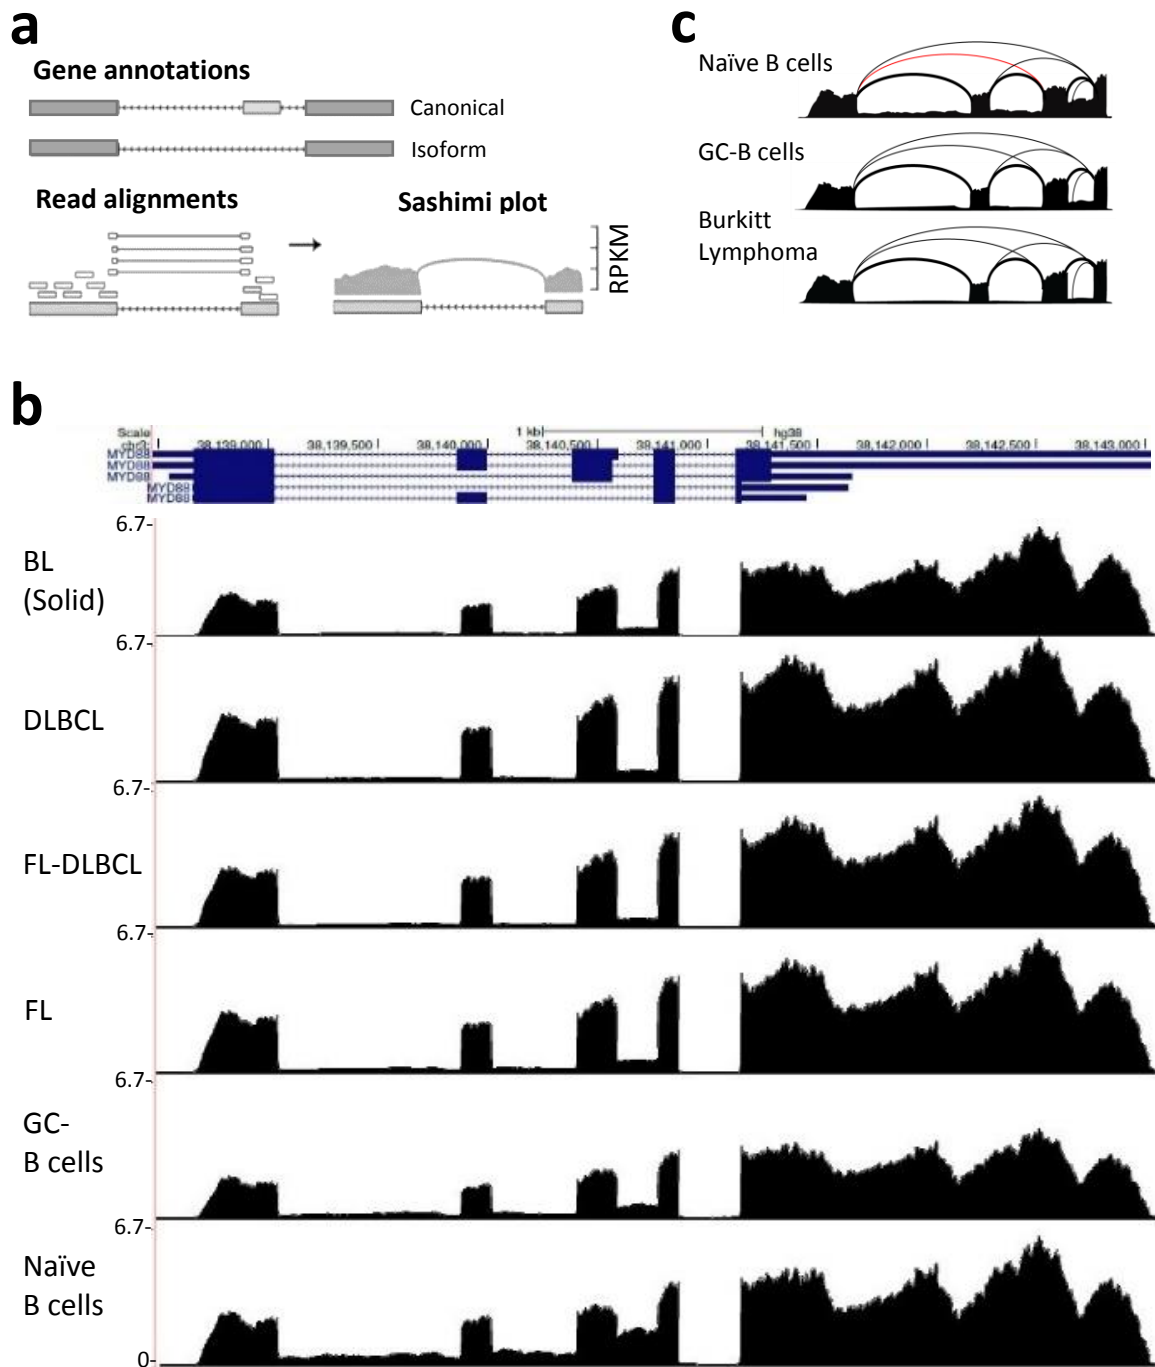 a
Gene annotations
Canonical
Isoform
Read alignments
Sashimi plot
RPKM
c
Naïve B cells
GC-B cells
Burkitt
Lymphoma
b
Scale
1 kb
hg38
chr3:
38,139,000
38,139,500
38,140,000
38,140,500
38,141,000
38,141,500
38,142,000
38,142,500
38,143,000
MYD88
MYD88
MYD88
MYD88
MYD88
6.7-
BL
(Solid)
6.7-
DLBCL
6.7-
FL-DLBCL
6.7-
FL
6.7-
GC-
B cells
6.7-
Naïve
B cells
0-